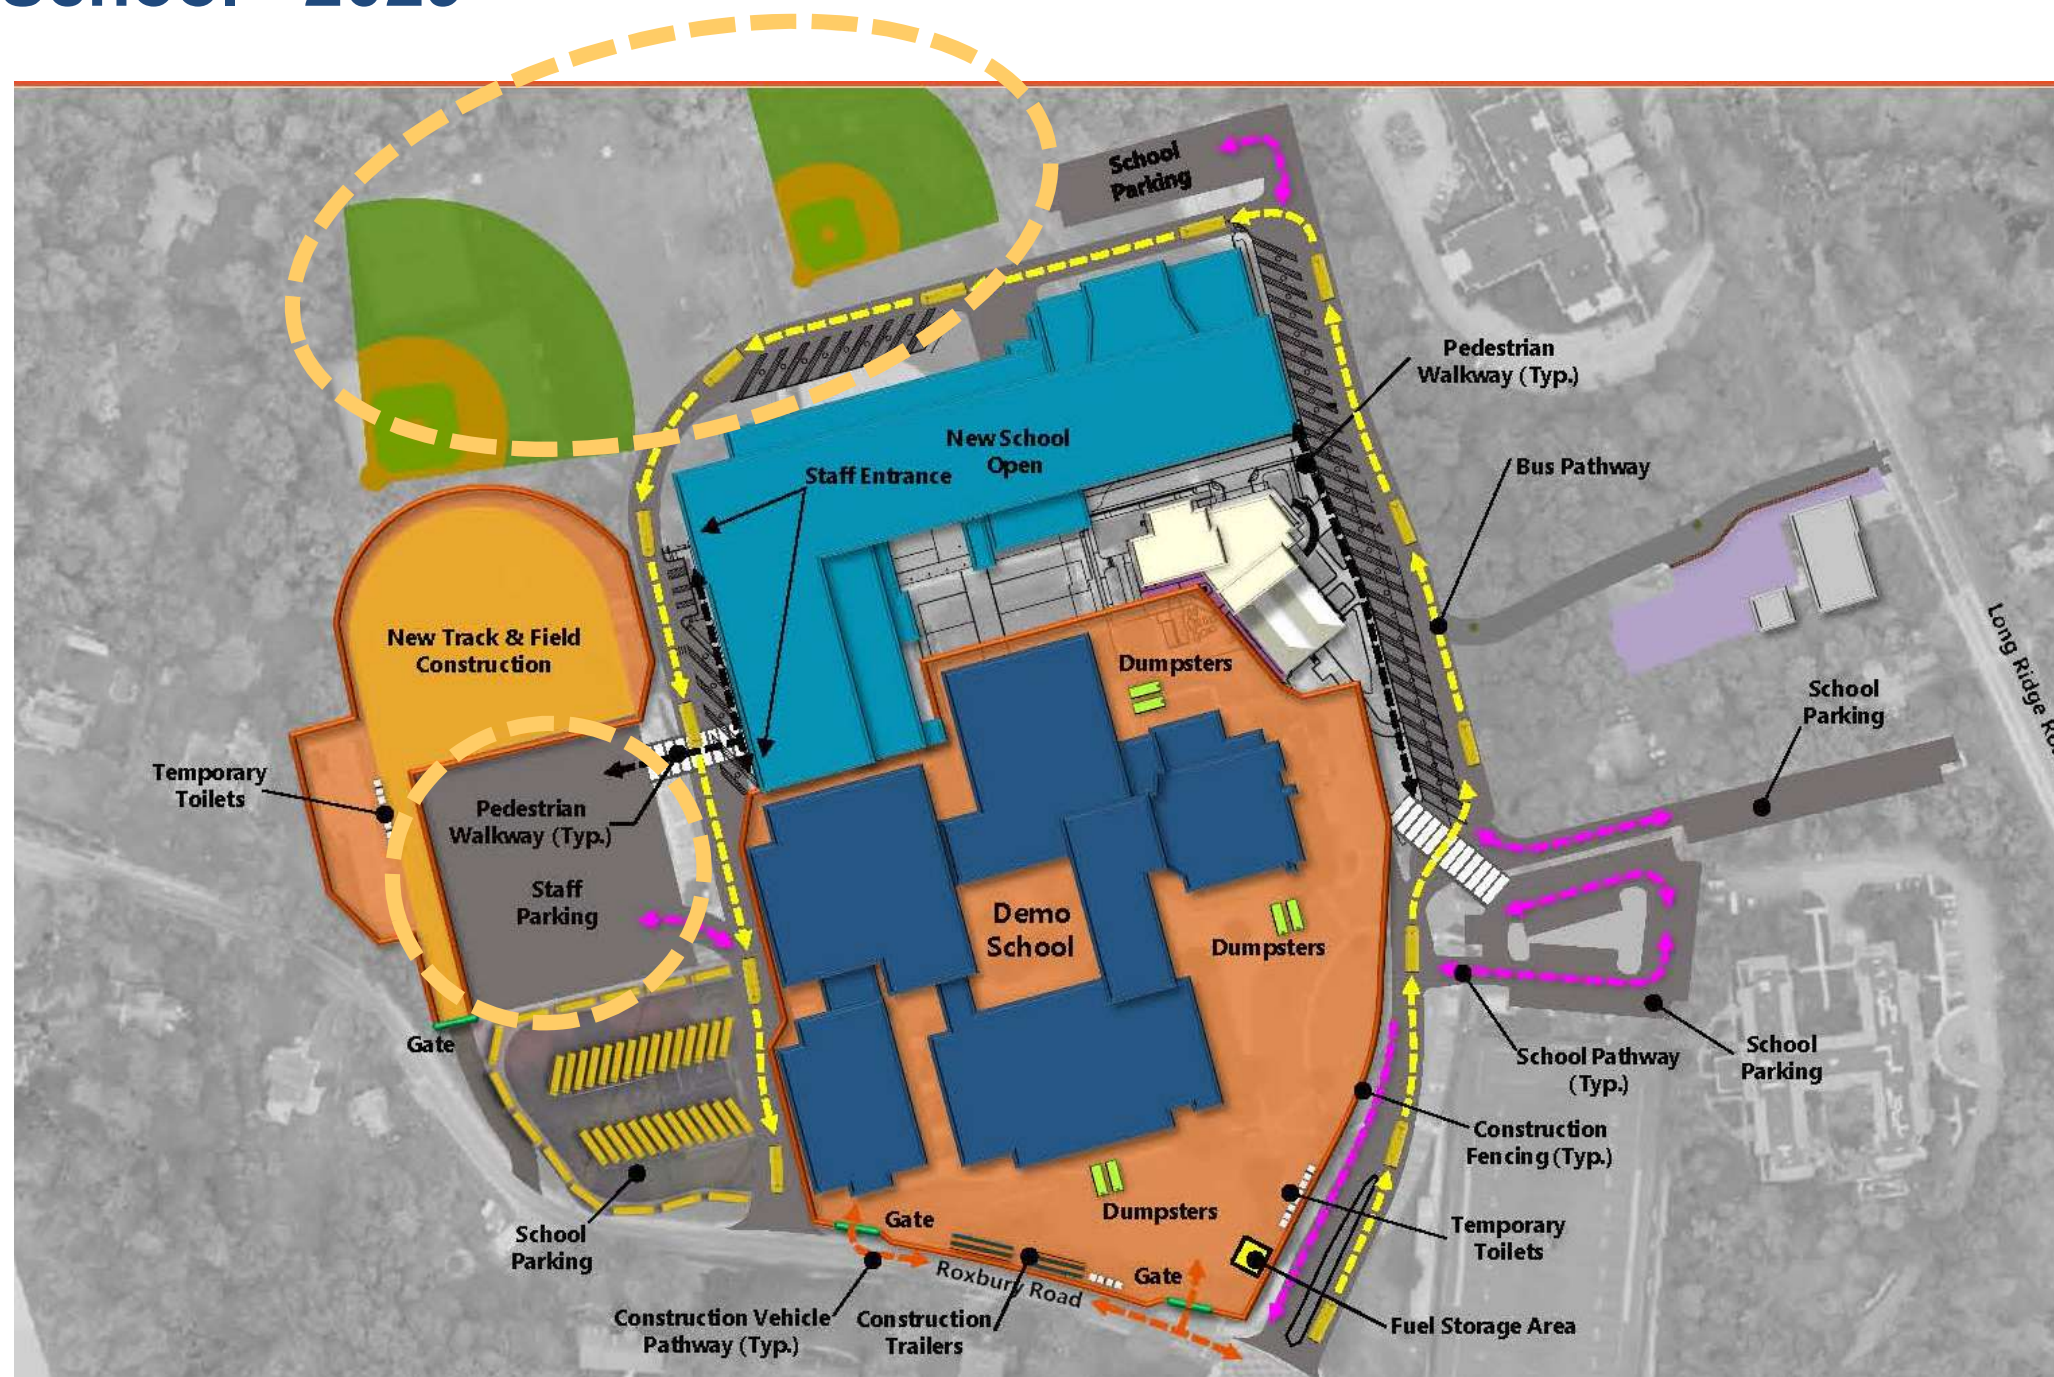 School
Parking
Pedestrian
Walkway (Typ.)
New School
Open
Staff Entrance
Bus Pathway
New Track & Field
Construction
Dumpsters
Long Ridge
School
Parking
Temporary
Toilets
Pedestrian
Walkway (Typ.)
Staff
Parking
Demo
School
Dumpsters
Gate
School Pathway
(Typ.)
School
Parking
Construction
Fencing (Typ.)
Dumpsters
Gate
School
Parking
Temporary
Toilets
Roxbury Road
Gate
Construction Vehicle
Pathway (Typ.)
Construction
Trailers
Fuel Storage Area